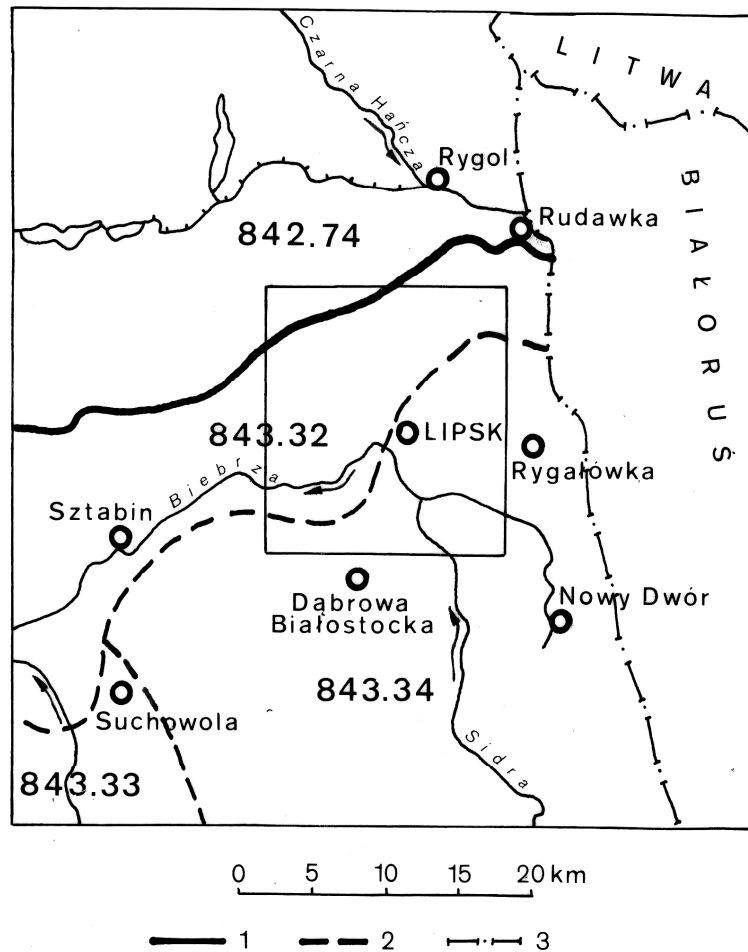 LITWA
Czarna Hańcza
Rygol
BIAŁORUŚ
Rudawka
842.74
843.32
LIPSK
Rygałówka
Biebrza
Sztabin
Dąbrowa
Białostocka
Nowy Dwór
843.34
Suchowola
Sidra
843.33
0 5 10 15 20 km
1 2 3